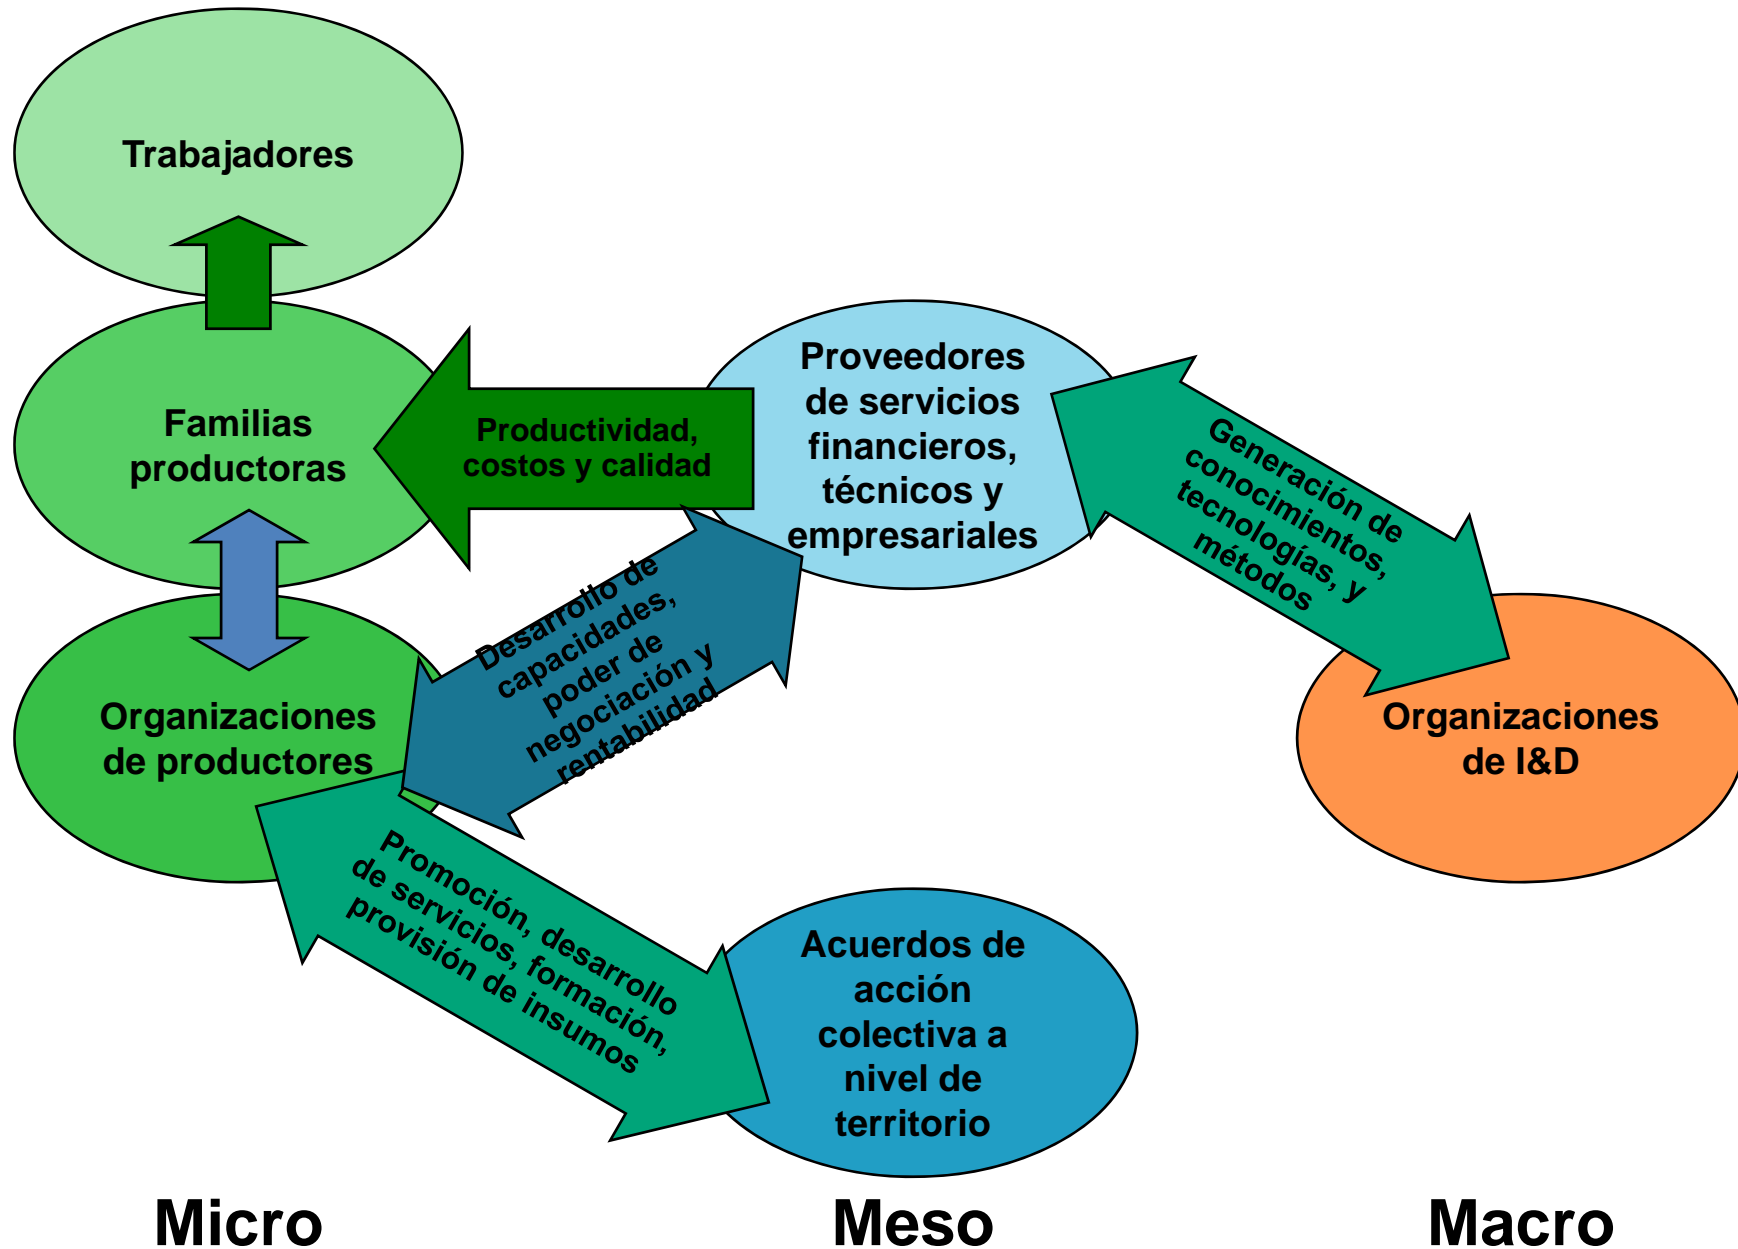 Trabajadores
Familias
productoras
Organizaciones
de productores
Productividad,
costos y calidad
Desarrollo de
capacidades,
poder de
negociación y
rentabilidad
Promoción, desarrollo
de servicios, formación,
provisión de insumos
Proveedores
de servicios
financieros,
técnicos y
empresariales
Acuerdos de
acción
colectiva a
nivel de
territorio
Generación de
conocimientos,
tecnologías, y
métodos
Organizaciones
de I&D
Micro
Meso
Macro